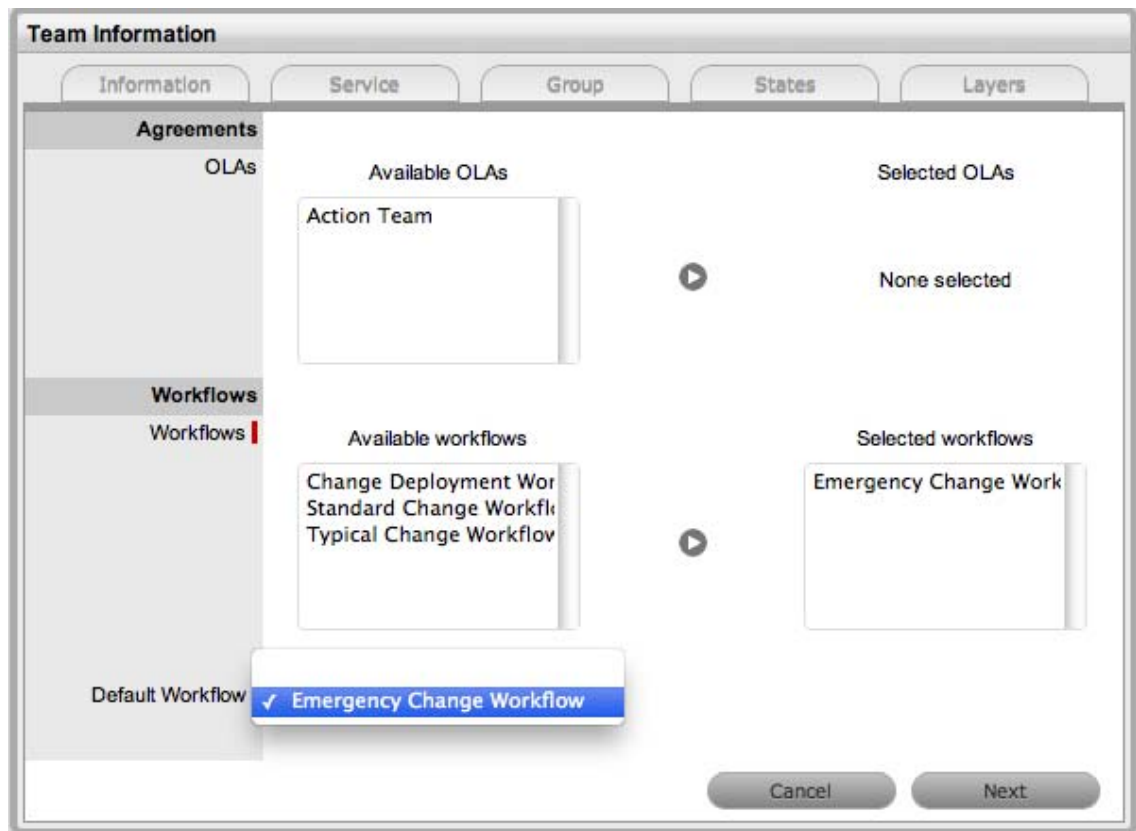 Team Information
Information Service Group States Layers
Agreements
OLAs
Available OLAs Selected OLAs
Action Team
None selected
Workflows
Workflows
Available workflows Selected workflows
Change Deployment Wor Emergency Change Work
Standard Change Workfl
Typical Change Workflow
Default Workflow ✓ Emergency Change Workflow
Cancel Next